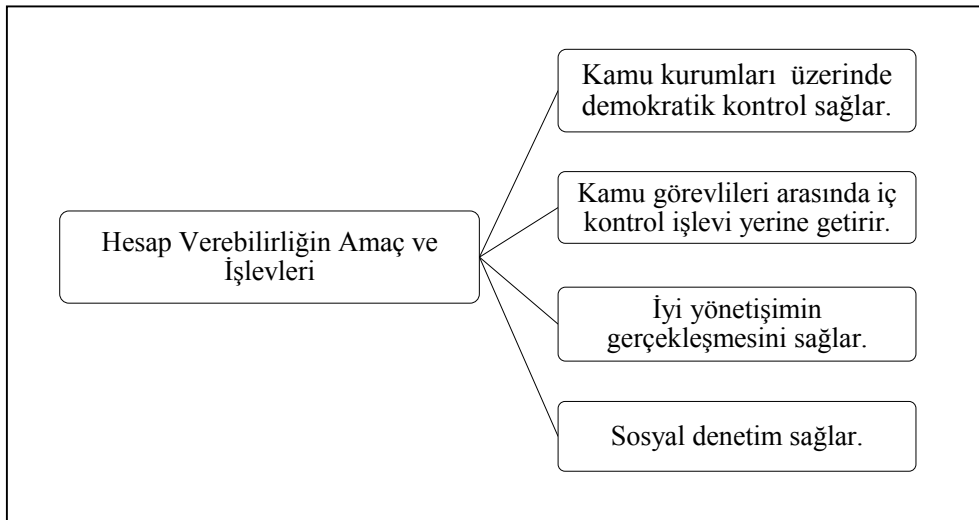 Hesap Verebilirliğin Amaç ve
İşlevleri
Kamu kurumları  üzerinde
demokratik kontrol sağlar.
Kamu görevlileri arasında iç
kontrol işlevi yerine getirir.
İyi yönetişimin
gerçekleşmesini sağlar.
Sosyal denetim sağlar.